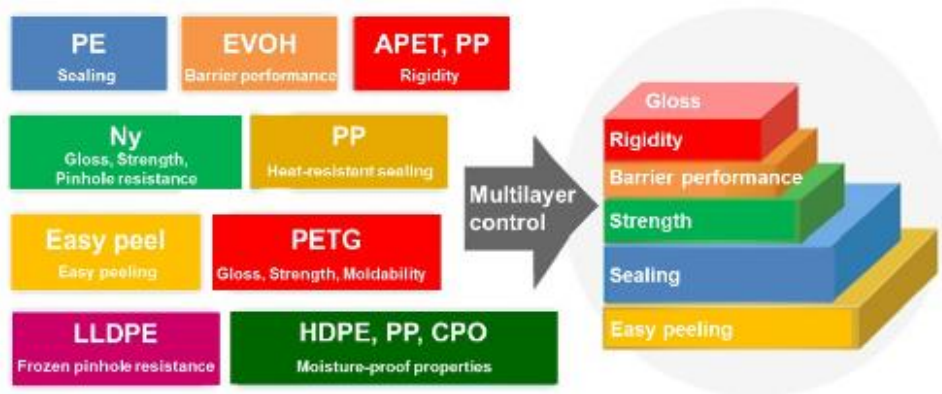 PE
Sealing
EVOH
Barrier performance
APET, PP
Rigidity
Ny
Gloss, Strength,
Pinhole resistance
PP
Heat-resistant sealing
Easy peel
Easy peeling
PETG
Gloss, Strength, Moldability
LLDPE
Frozen pinhole resistance
HDPE, PP, CPO
Moisture-proof properties
Multilayer
control
Gloss
Rigidity
Barrier performance
Strength
Sealing
Easy peeling